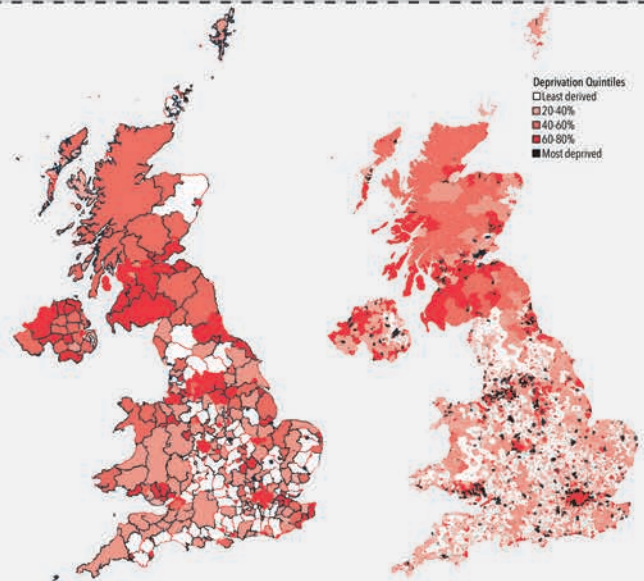 Deprivation Quintiles
Least derived
20-40%
40-60%
60-80%
Most deprived